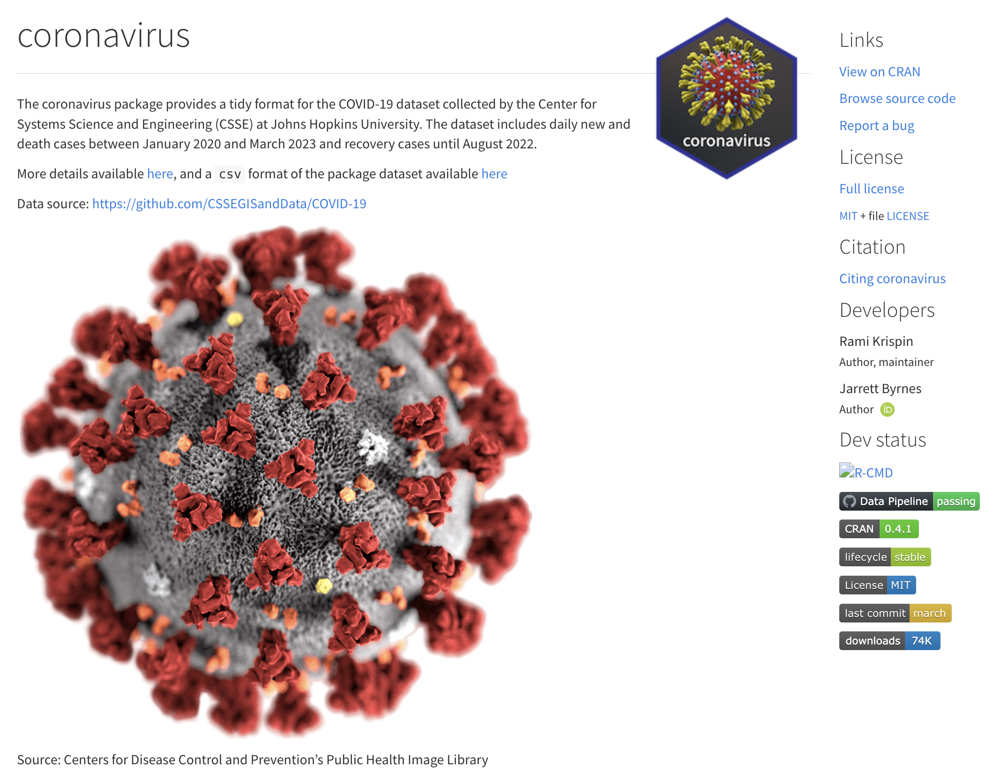 coronavirus
The coronavirus package provides a tidy format for the COVID-19 dataset collected by the Center for
Systems Science and Engineering (CSSE) at Johns Hopkins University. The dataset includes daily new and
death cases between January 2020 and March 2023 and recovery cases until August 2022.
More details available here, and a csv format of the package dataset available here
Data source: https://github.com/CSSEGISandData/COVID-19
coronavirus
Source: Centers for Disease Control and Prevention’s Public Health Image Library
Links
View on CRAN
Browse source code
Report a bug
License
Full license
MIT + file LICENSE
Citation
Citing coronavirus
Developers
Rami Krispin
Author, maintainer
Jarrett Byrnes
Author iD
Dev status
R-CMD
Data Pipeline passing
CRAN 0.4.1
lifecycle stable
License MIT
last commit march
downloads 74K